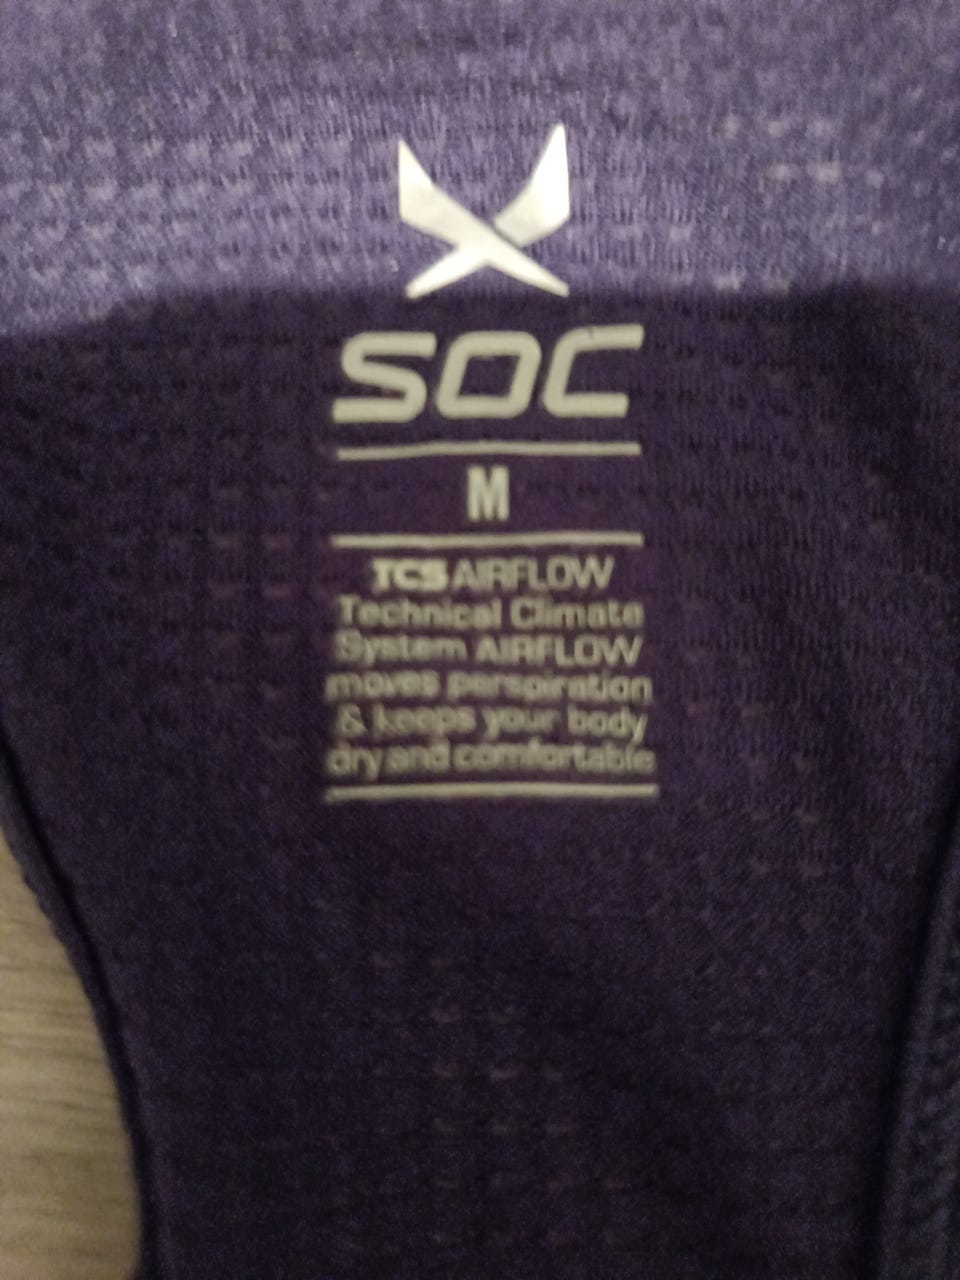 SOC
M
TCS AIRFLOW
Technical Climate
System AIRFLOW
moves perspiration
& keeps your body
dry and comfortable